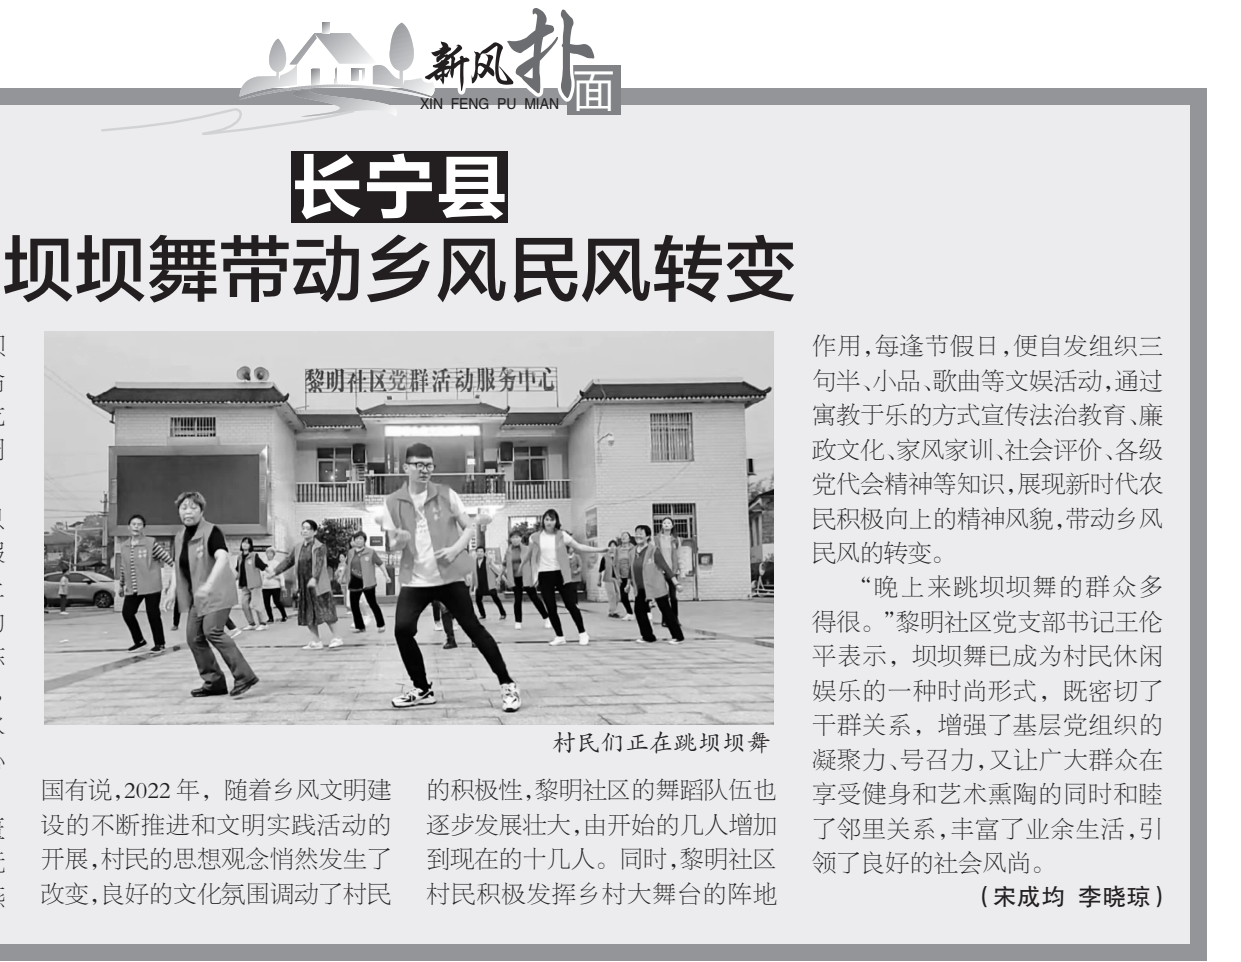 新风扑面
XIN FENG PU MIAN
长宁县
坝坝舞带动乡风民风转变
黎明社区党群活动服务中心
村民们正在跳坝坝舞
国有说,2022年，随着乡风文明建
设的不断推进和文明实践活动的
开展,村民的思想观念悄然发生了
改变,良好的文化氛围调动了村民
的积极性,黎明社区的舞蹈队伍也
逐步发展壮大,由开始的几人增加
到现在的十几人。同时,黎明社区
村民积极发挥乡村大舞台的阵地
作用,每逢节假日,便自发组织三
句半、小品、歌曲等文娱活动,通过
寓教于乐的方式宣传法治教育、廉
政文化、家风家训、社会评价、各级
党代会精神等知识,展现新时代农
民积极向上的精神风貌,带动乡风
民风的转变。
“晚上来跳坝坝舞的群众多
得很。”黎明社区党支部书记王伦
平表示，坝坝舞已成为村民休闲
娱乐的一种时尚形式，既密切了
干群关系，增强了基层党组织的
凝聚力、号召力,又让广大群众在
享受健身和艺术熏陶的同时和睦
了邻里关系,丰富了业余生活,引
领了良好的社会风尚。
(宋成均 李晓琼)